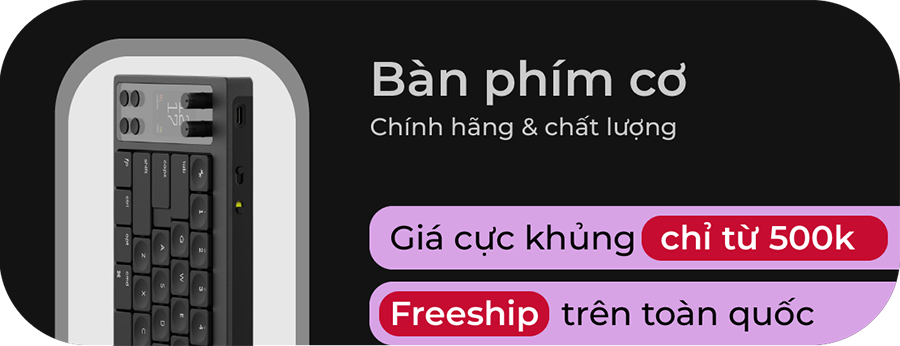 Bàn phím cơ
Chính hãng & chất lượng
Giá cực khủng chỉ từ 500k
Freeship trên toàn quốc